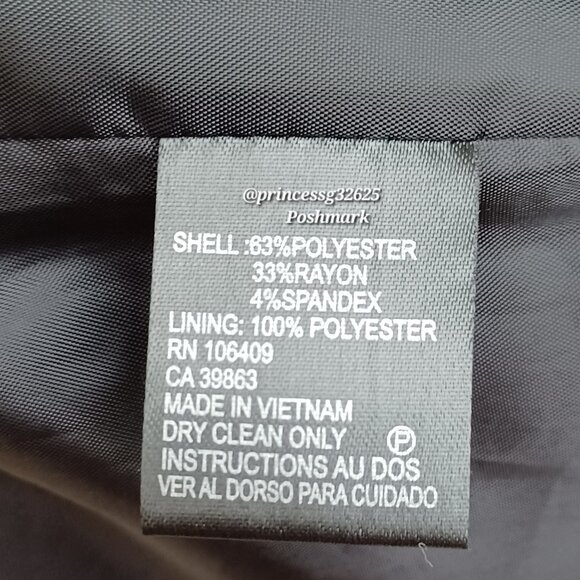 @princessg32625
Poshmark
SHELL :63%POLYESTER
33%RAYON
4%SPANDEX
LINING: 100% POLYESTER
RN 106409
CA 39863
MADE IN VIETNAM
DRY CLEAN ONLY P
INSTRUCTIONS AU DOS
VER AL DORSO PARA CUIDADO